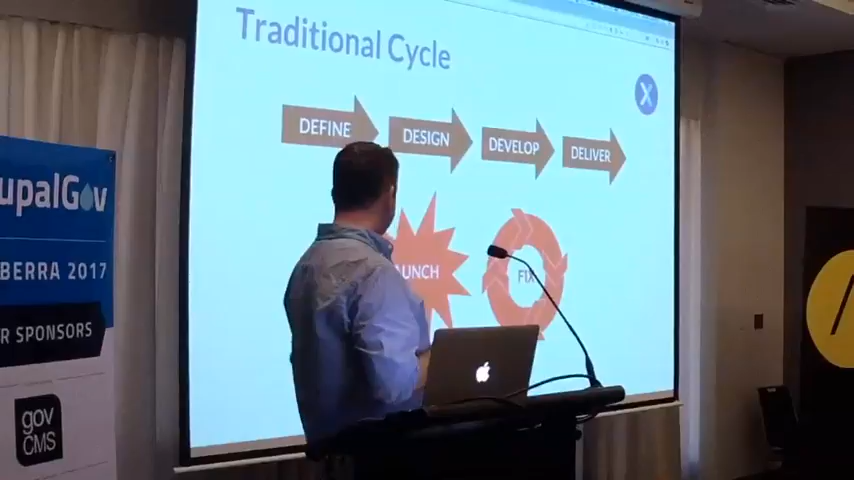 Traditional Cycle
X
DEFINE
DESIGN
DEVELOP
DELIVER
UNCH
FIX
upalGov
BERRA 2017
R SPONSORS
gov
CMS